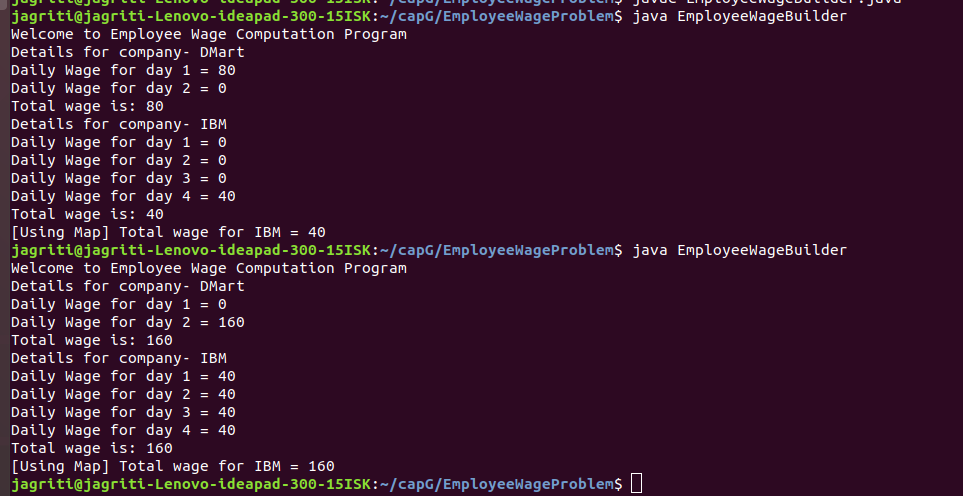 jagriti@jagriti-Lenovo-ideapad-300-15ISK:~/capG/EmployeeWageProblem$ javac EmployeeWageBuilder.java
jagriti@jagriti-Lenovo-ideapad-300-15ISK:~/capG/EmployeeWageProblem$ java EmployeeWageBuilder
Welcome to Employee Wage Computation Program
Details for company- DMart
Daily Wage for day 1 = 80
Daily Wage for day 2 = 0
Total wage is: 80
Details for company- IBM
Daily Wage for day 1 = 0
Daily Wage for day 2 = 0
Daily Wage for day 3 = 0
Daily Wage for day 4 = 40
Total wage is: 40
[Using Map] Total wage for IBM = 40
jagriti@jagriti-Lenovo-ideapad-300-15ISK:~/capG/EmployeeWageProblem$ java EmployeeWageBuilder
Welcome to Employee Wage Computation Program
Details for company- DMart
Daily Wage for day 1 = 0
Daily Wage for day 2 = 160
Total wage is: 160
Details for company- IBM
Daily Wage for day 1 = 40
Daily Wage for day 2 = 40
Daily Wage for day 3 = 40
Daily Wage for day 4 = 40
Total wage is: 160
[Using Map] Total wage for IBM = 160
jagriti@jagriti-Lenovo-ideapad-300-15ISK:~/capG/EmployeeWageProblem$